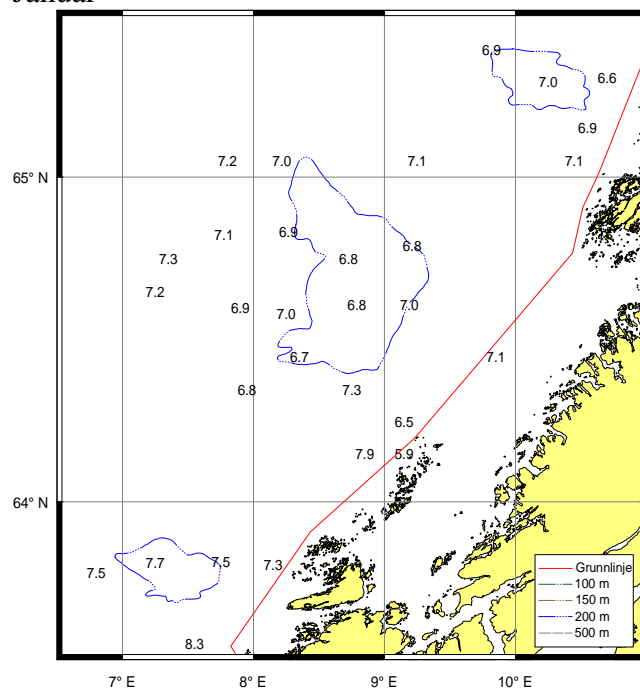 Januar
6.9
6.6
7.0
6.9
7.2 7.0 7.1 7.1
65° N
6.9
7.1
6.8
7.3 6.8
7.2
6.9 7.0 6.8 7.0
6.7 7.1
6.8 7.3
6.5
7.9 5.9
64° N
7.5 7.7 7.5 7.3
Grunnlinje
100 m
150 m
200 m
500 m
8.3
7° E 8° E 9° E 10° E